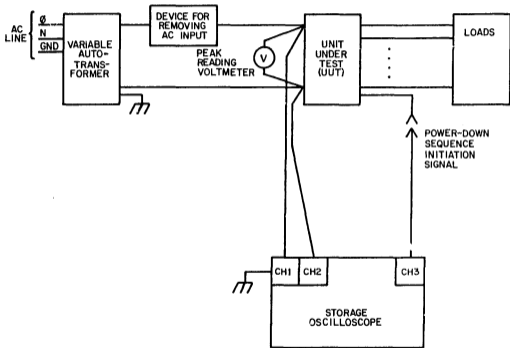 AC
LINE
Ø
N
GND
VARIABLE
AUTO-
TRANS-
FORMER
DEVICE FOR
REMOVING
AC INPUT
PEAK
READING
VOLTMETER
V
UNIT
UNDER
TEST
(UUT)
LOADS
POWER-DOWN
SEQUENCE
INITIATION
SIGNAL
CH1
CH2
CH3
STORAGE
OSCILLOSCOPE